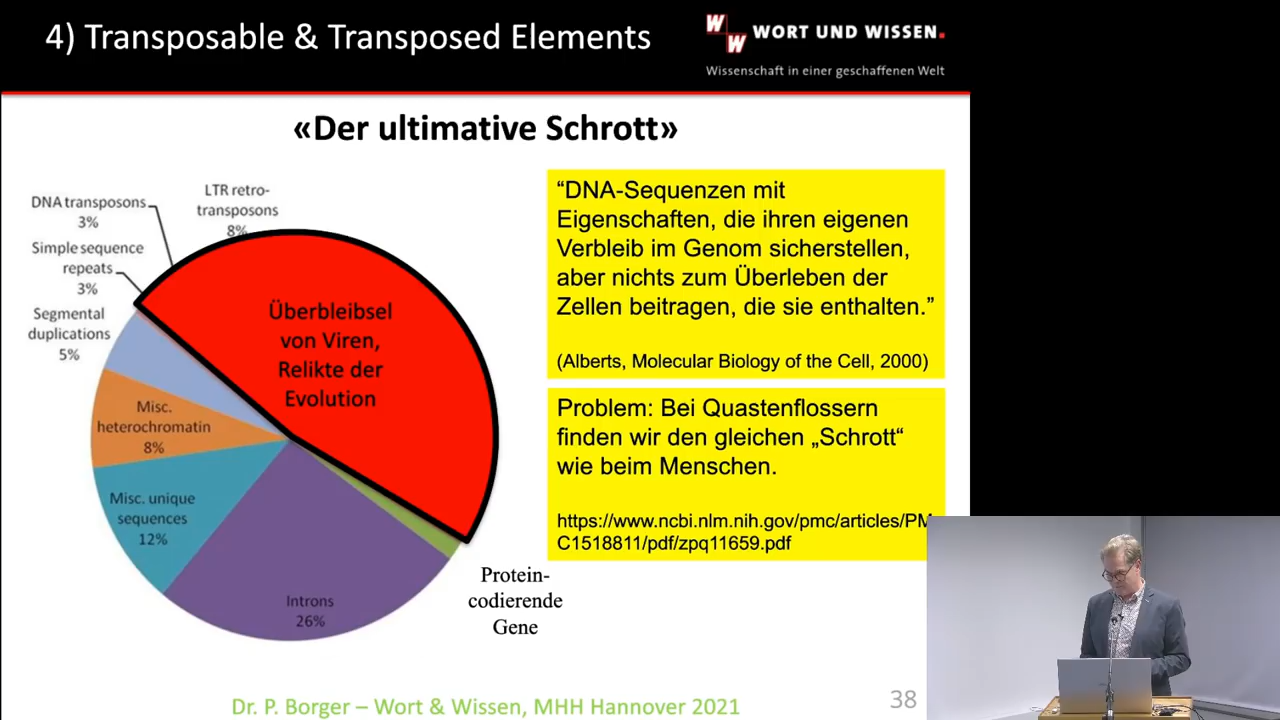 4) Transposable & Transposed Elements
W
W
WORT UND WISSEN.
Wissenschaft in einer geschaffenen Welt
«Der ultimative Schrott»
DNA transposons
3%
LTR retro-
transposons
8%
Simple sequence
repeats
3%
Segmental
duplications
5%
Misc.
heterochromatin
8%
Misc. unique
sequences
12%
Introns
26%
Überbleibsel
von Viren,
Relikte der
Evolution
Protein-
codierende
Gene
“DNA-Sequenzen mit
Eigenschaften, die ihren eigenen
Verbleib im Genom sicherstellen,
aber nichts zum Überleben der
Zellen beitragen, die sie enthalten.”
(Alberts, Molecular Biology of the Cell, 2000)
Problem: Bei Quastenflossern
finden wir den gleichen „Schrott“
wie beim Menschen.
https://www.ncbi.nlm.nih.gov/pmc/articles/PM
C1518811/pdf/zpq11659.pdf
Dr. P. Borger – Wort & Wissen, MHH Hannover 2021
38